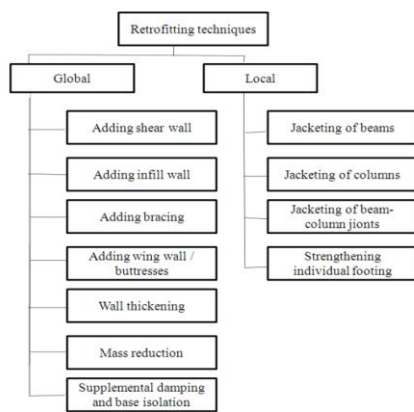 Retrofitting techniques
Global
Local
Adding shear wall
Adding infill wall
Adding bracing
Adding wing wall /
buttresses
Wall thickening
Mass reduction
Supplemental damping
and base isolation
Jacketing of beams
Jacketing of columns
Jacketing of beam-
column jionts
Strengthening
individual footing